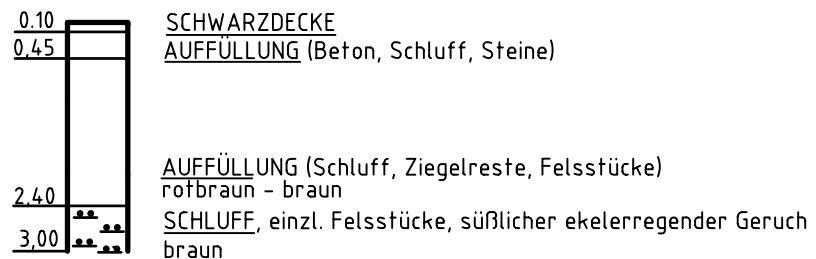 0.10 SCHWARZDECKE
0,45 AUFFÜLLUNG (Beton, Schluff, Steine)
AUFFÜLLUNG (Schluff, Ziegelreste, Felsstücke)
rotbraun - braun
2,40
SCHLUFF, einzl. Felsstücke, süßlicher ekelerregender Geruch
3,00 braun